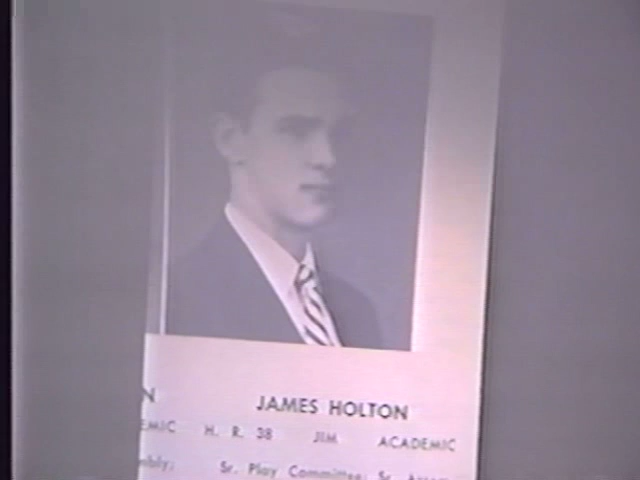 N JAMES HOLTON
EMIC H. R. 38 JIM ACADEMIC
mbly; Sr. Play Committee; Sr.